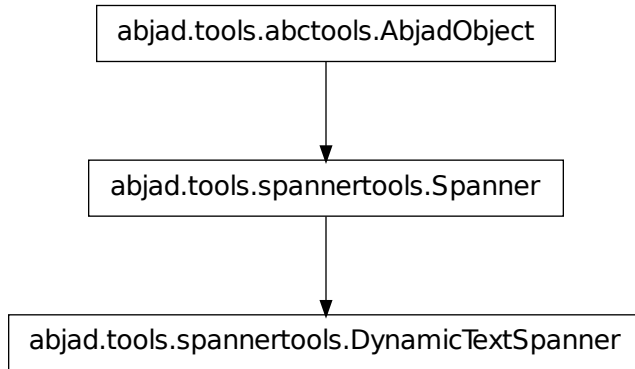 abjad.tools.abctools.AbjadObject
abjad.tools.spannertools.Spanner
abjad.tools.spannertools.DynamicTextSpanner